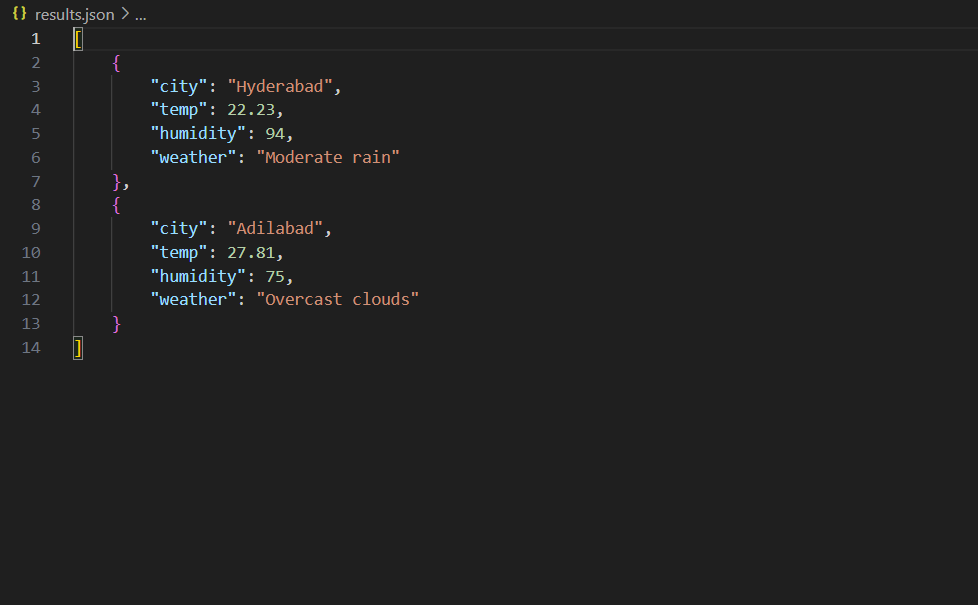 {} results.json > ...
1 [
2     {
3         "city": "Hyderabad",
4         "temp": 22.23,
5         "humidity": 94,
6         "weather": "Moderate rain"
7     },
8     {
9         "city": "Adilabad",
10         "temp": 27.81,
11         "humidity": 75,
12         "weather": "Overcast clouds"
13     }
14 ]